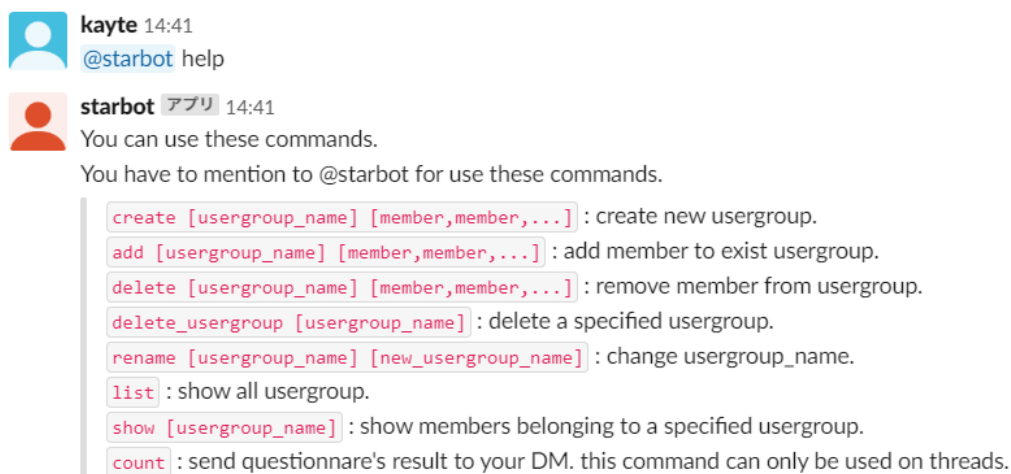 kayte 14:41
@starbot help
starbot アプリ 14:41
You can use these commands.
You have to mention to @starbot for use these commands.
create [usergroup_name] [member,member,...] : create new usergroup.
add [usergroup_name] [member,member,...] : add member to exist usergroup.
delete [usergroup_name] [member,member,...] : remove member from usergroup.
delete_usergroup [usergroup_name] : delete a specified usergroup.
rename [usergroup_name] [new_usergroup_name] : change usergroup_name.
list : show all usergroup.
show [usergroup_name] : show members belonging to a specified usergroup.
count : send questionnare's result to your DM. this command can only be used on threads.